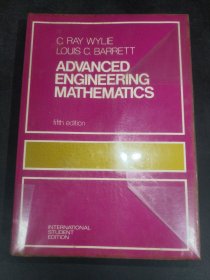 C. RAY WYLIE
LOUIS C. BARRETT
ADVANCED
ENGINEERING
MATHEMATICS
fifth edition
INTERNATIONAL
STUDENT
EDITION